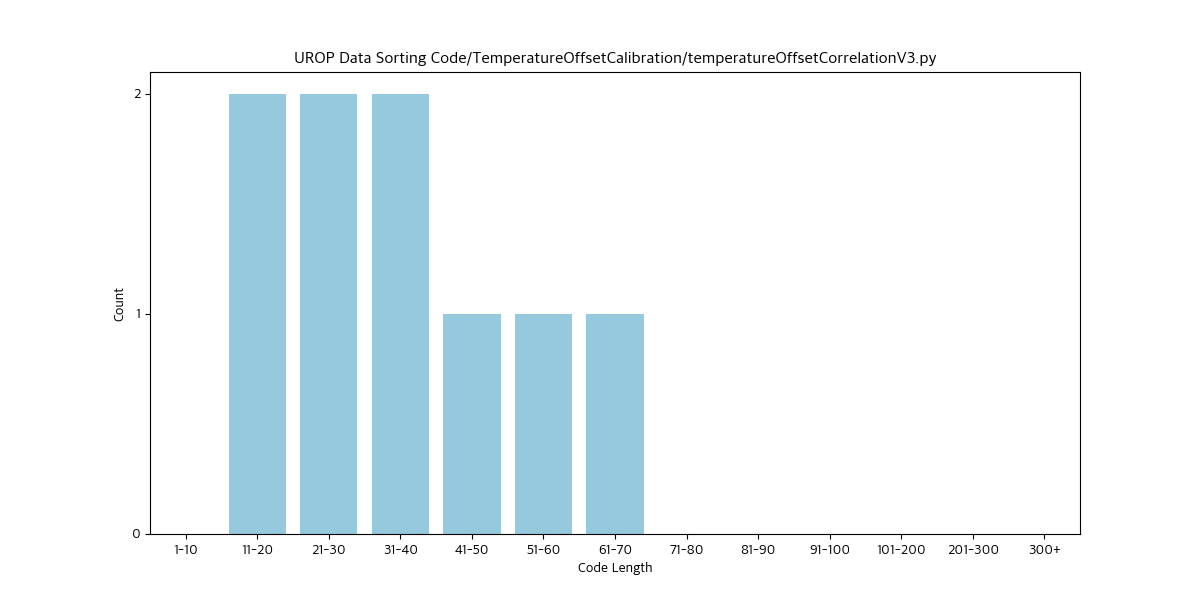 UROP Data Sorting Code/TemperatureOffsetCalibration/temperatureOffsetCorrelationV3.py
2
1
0
Count
1-10 11-20 21-30 31-40 41-50 51-60 61-70 71-80 81-90 91-100 101-200 201-300 300+
Code Length